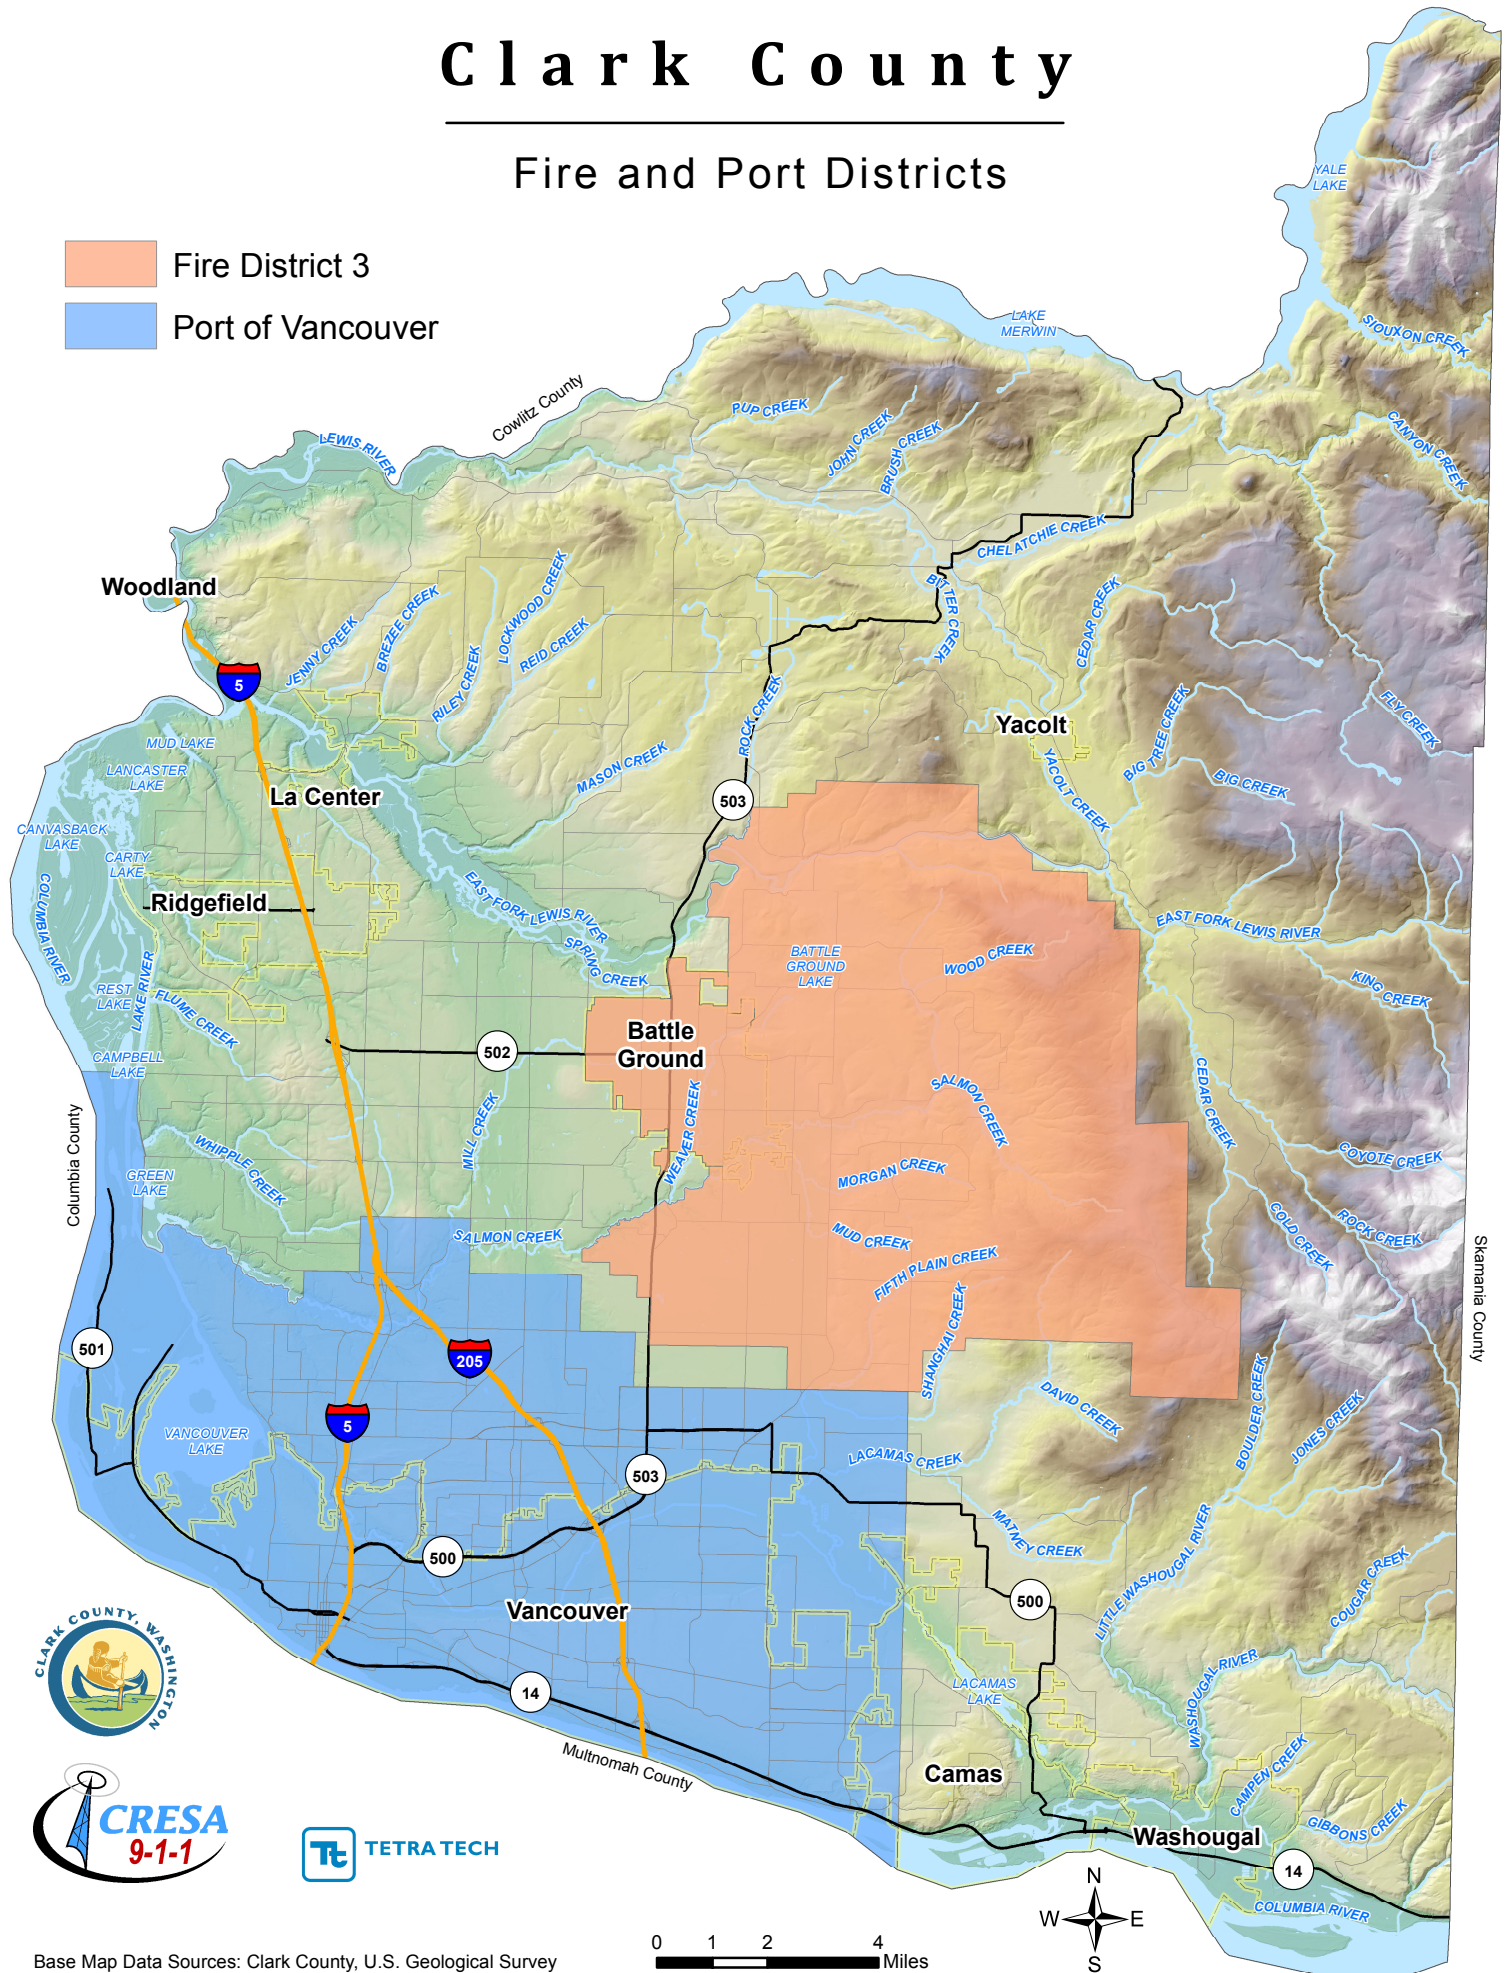 Clark County
Fire and Port Districts
Fire District 3
Port of Vancouver
YALE
LAKE
LAKE
MERWIN
SIOUXON CREEK
Cowlitz County
PUP CREEK
JOHN CREEK
BRUSH CREEK
CANYON CREEK
LEWIS RIVER
CHELATCHIE CREEK
Woodland
BITTER CREEK
CEDAR CREEK
LOCKWOOD CREEK
BREZEE CREEK
JENNY CREEK
REID CREEK
RILEY CREEK
5
ROCK CREEK
Yacolt
BIG TREE CREEK
FLY CREEK
MUD LAKE
LANCASTER
LAKE
MASON CREEK
YACOLT CREEK
BIG CREEK
La Center
503
CANVASBACK
LAKE
CARTY
LAKE
COLUMBIA RIVER
Ridgefield
EAST FORK LEWIS RIVER
EAST FORK LEWIS RIVER
SPRING CREEK
BATTLE
GROUND
LAKE
WOOD CREEK
KING CREEK
REST
LAKE
LAKE RIVER
FLUME CREEK
Battle
Ground
502
CAMPBELL
LAKE
CEDAR CREEK
SALMON CREEK
Columbia County
MILL CREEK
WEAVER CREEK
WHIPPLE CREEK
COYOTE CREEK
GREEN
LAKE
MORGAN CREEK
COLD CREEK
ROCK CREEK
SALMON CREEK
MUD CREEK
FIFTH PLAIN CREEK
Skamania County
SHANGHAI CREEK
501
205
5
DAVID CREEK
BOULDER CREEK
JONES CREEK
VANCOUVER
LAKE
LACAMAS CREEK
503
MATNEY CREEK
LITTLE WASHOUGAL RIVER
500
COUGAR CREEK
500
Vancouver
CLARK COUNTY, WASHINGTON
WASHOUGAL RIVER
LACAMAS
LAKE
14
Multnomah County
Camas
CAMPEN CREEK
GIBBONS CREEK
CRESA
9-1-1
Tt
TETRA TECH
Washougal
14
COLUMBIA RIVER
N
W E
S
0 1 2 4
Miles
Base Map Data Sources: Clark County, U.S. Geological Survey